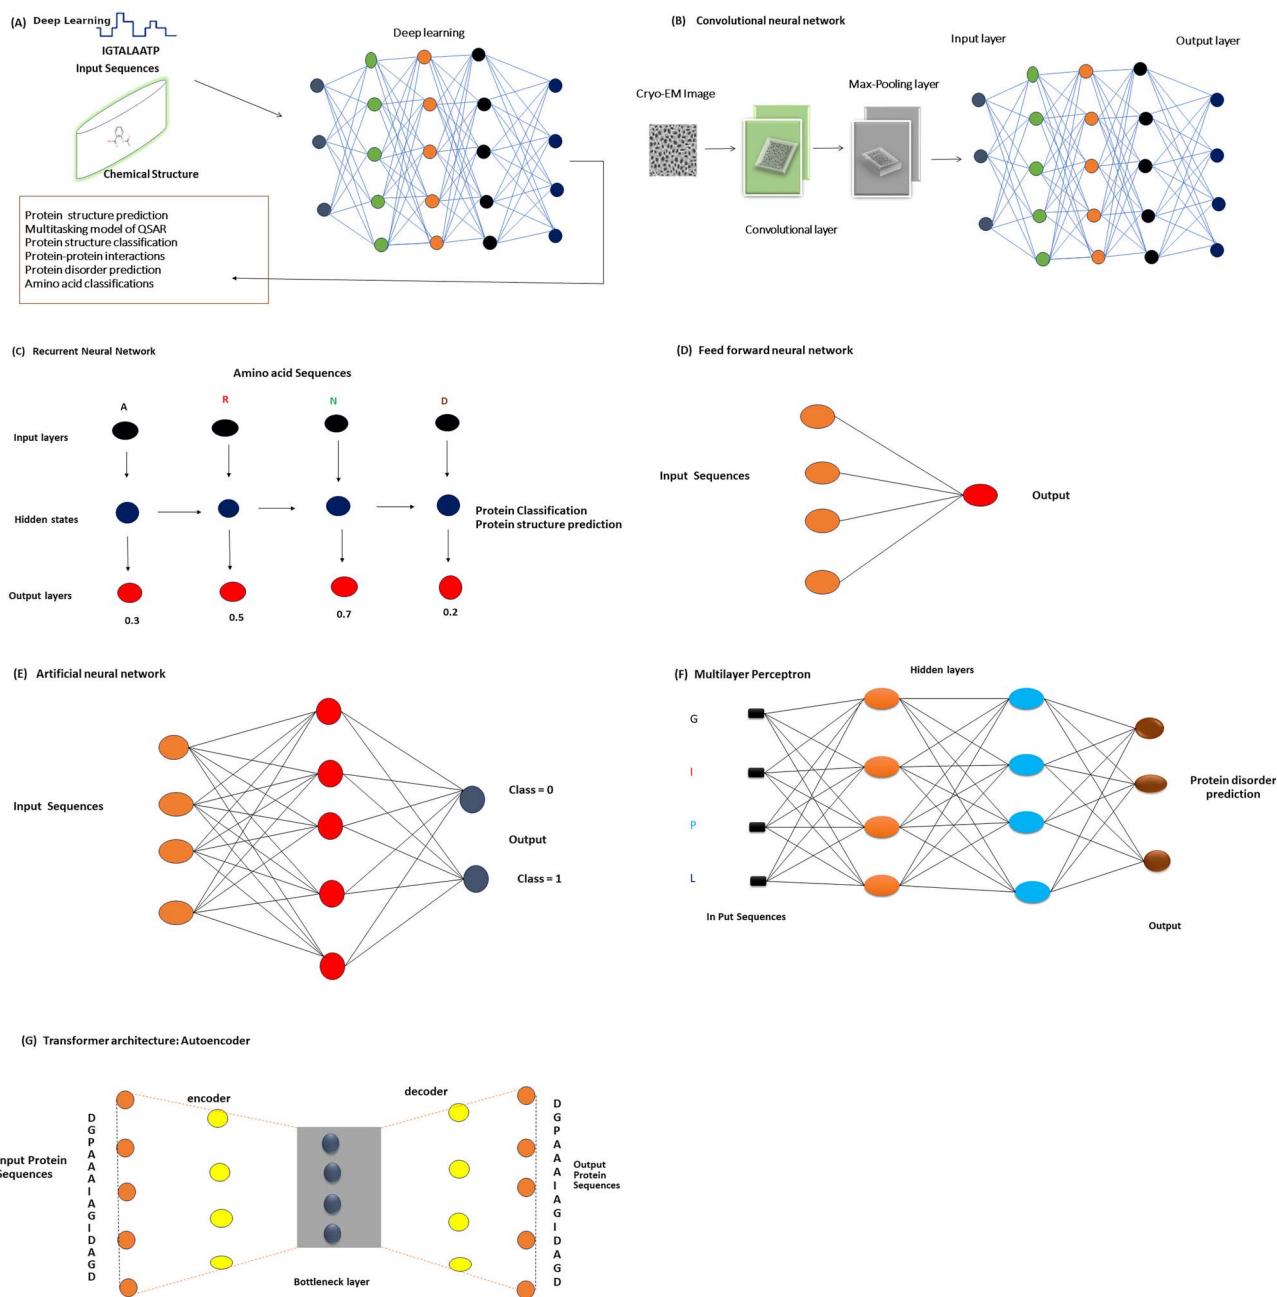 (A) Deep Learning
IGTALAATP
Input Sequences
Chemical Structure
Deep learning
Protein structure prediction
Multitasking model of QSAR
Protein structure classification
Protein-protein interactions
Protein disorder prediction
Amino acid classifications
(B) Convolutional neural network
Input layer
Output layer
Cryo-EM Image
Max-Pooling layer
Convolutional layer
(C) Recurrent Neural Network
Amino acid Sequences
A R N D
Input layers
Hidden states
Protein Classification
Protein structure prediction
Output layers
0.3 0.5 0.7 0.2
(D) Feed forward neural network
Input Sequences
Output
(E) Artificial neural network
Input Sequences
Class = 0
Output
Class = 1
(F) Multilayer Perceptron
Hidden layers
G
I
P
L
In Put Sequences
Protein disorder
prediction
Output
(G) Transformer architecture: Autoencoder
encoder
decoder
nput Protein
Sequences
D
G
P
A
A
A
I
A
G
I
D
A
G
D
Bottleneck layer
D
G
P
A
A
A
I
A
G
I
D
A
G
D
Output
Protein
Sequences